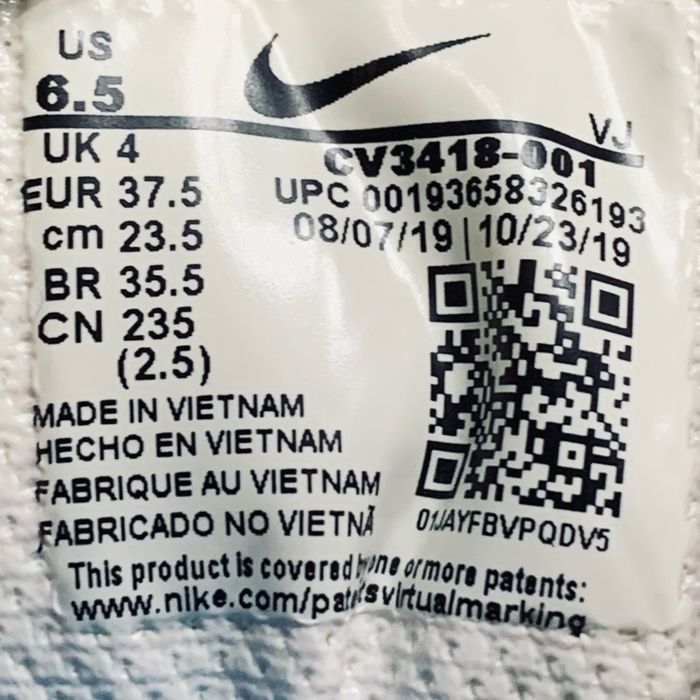 US
6.5
VJ
UK 4
CV3418-001
EUR 37.5
UPC 00193658326193
cm 23.5
08/07/19 | 10/23/19
BR 35.5
CN 235
(2.5)
MADE IN VIETNAM
HECHO EN VIETNAM
FABRIQUE AU VIETNAM
FABRICADO NO VIETNÃ
01JAYFBVPQDV5
This product is covered by one or more patents:
www.nike.com/patentsvirtualmarking